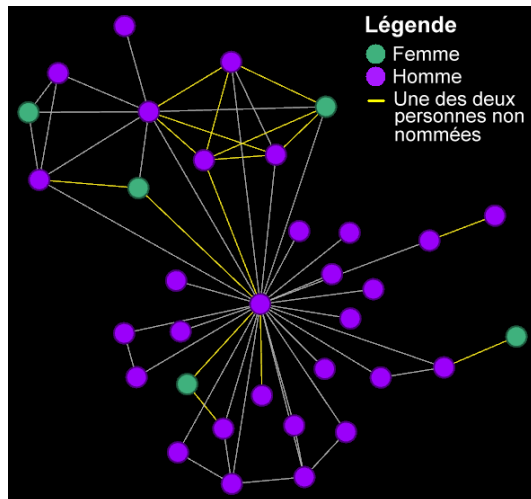 Légende
Femme
Homme
Une des deux
personnes non
nommées